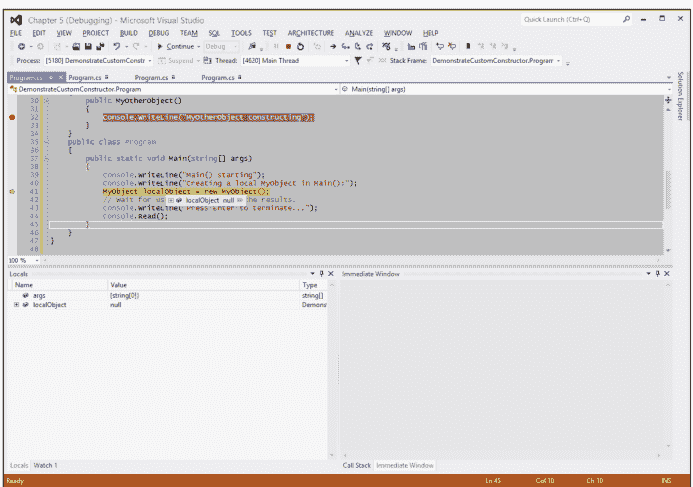 Chapter 5 (Debugging) - Microsoft Visual Studio
Quick Launch (Ctrl+Q)
FILE EDIT VIEW PROJECT BUILD DEBUG TEAM SQL TOOLS TEST ARCHITECTURE ANALYZE WINDOW HELP
Continue Debug
Process: [5180] DemonstrateCustomConstr Suspend Thread: [4620] Main Thread Stack Frame: DemonstrateCustomConstructor.Program
Program.cs Program.cs Program.cs Program.cs
DemonstrateCustomConstructor.Program Main(string[] args)
Solution Explorer
30 public MyOtherObject()
31 {
32 Console.WriteLine("MyOtherObject constructing");
33 }
34 }
35 public class Program
36 {
37 public static void Main(string[] args)
38 {
39 Console.WriteLine("Main() starting");
40 Console.WriteLine("Creating a local MyObject in Main():");
41 MyObject localObject = new MyObject();
42 // Wait for us localObject null he results.
43 Console.WriteLine("Press Enter to terminate...");
44 Console.Read();
45 }
46 }
47 }
48
100 %
Locals
Name Value Type
args {string[0]} string[]
localObject null Demons
Immediate Window
Locals Watch 1
Call Stack Immediate Window
Ready Ln 45 Col 10 Ch 10 INS